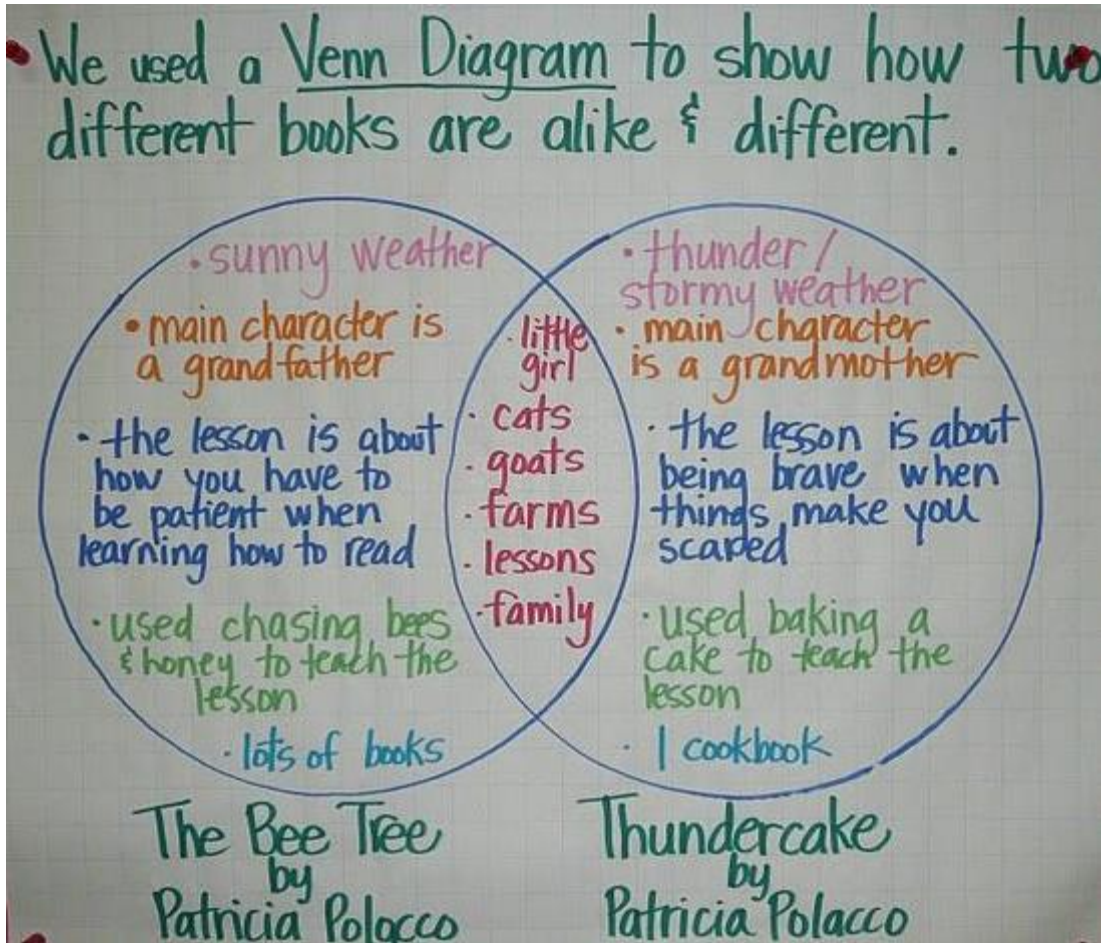 We used a Venn Diagram to show how two
different books are alike & different.
• sunny weather
• main character is
a grandfather
• the lesson is about
how you have to
be patient when
learning how to read
• used chasing bees
& honey to teach the
lesson
• lots of books
• little
girl
• cats
• goats
• farms
• lessons
• family
• thunder/
stormy weather
• main character
is a grandmother
• the lesson is about
being brave when
things make you
scared
• used baking a
cake to teach the
lesson
• 1 cookbook
The Bee Tree
by
Patricia Polacco
Thundercake
by
Patricia Polacco